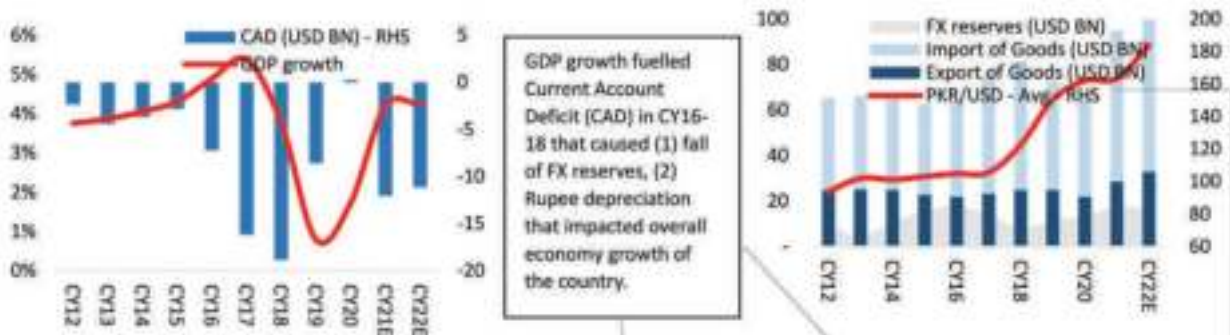 CAD (USD BN) - RHS
GDP growth
6%
5%
4%
3%
2%
1%
0%
5
0
-5
-10
-15
-20
CY12
CY13
CY14
CY15
CY16
CY17
CY18
CY19
CY20
CY21E
CY22E
GDP growth fuelled
Current Account
Deficit (CAD) in CY16-
18 that caused (1) fall
of FX reserves, (2)
Rupee depreciation
that impacted overall
economy growth of
the country.
FX reserves (USD BN)
Import of Goods (USD BN)
Export of Goods (USD BN)
PKR/USD - Avg - RHS
100
80
60
40
20
-
200
180
160
140
120
100
80
60
CY12
CY14
CY16
CY18
CY20
CY22E